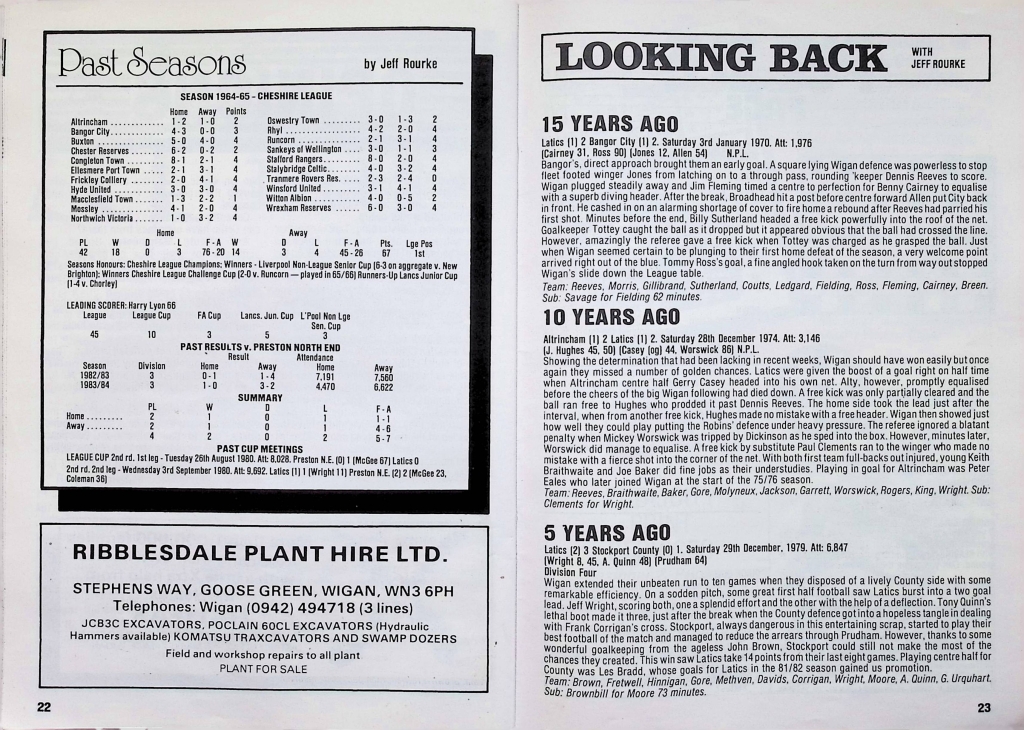 Past Seasons
by Jeff Rourke
SEASON 1964-65 - CHESHIRE LEAGUE
Home Away Points
Altrincham ............. 1-2 1-0 2
Bangor City ............. 4-3 0-0 3
Buxton ............. 5-0 4-0 4
Chester Reserves ............. 6-2 0-2 2
Congleton Town ............. 8-1 2-1 4
Ellesmere Port Town ..... 2-1 3-1 4
Frickley Colliery ......... 2-0 4-1 4
Hyde United ............. 3-0 3-0 4
Macclesfield Town ......... 1-3 2-2 1
Mossley ............. 4-1 2-0 4
Northwich Victoria ......... 1-0 3-2 4
Oswestry Town ......... 3-0 1-3 2
Rhyl ............. 4-2 2-0 4
Runcorn ............. 2-1 3-1 4
Sankeys of Wellington .... 3-0 1-1 3
Stafford Rangers ........ 8-0 2-0 4
Stalybridge Celtic ........ 4-0 3-2 4
Tranmere Rovers Res. .... 2-3 2-4 0
Winsford United ......... 3-1 4-1 4
Witton Albion ........... 4-0 0-5 2
Wrexham Reserves ...... 6-0 3-0 4
Home Away
PL W D L F-A W D L F-A Pts. Lge Pos
42 18 0 3 76-20 14 3 4 45-26 67 1st
Seasons Honours: Cheshire League Champions; Winners - Liverpool Non-League Senior Cup (6-3 on aggregate v. New
Brighton); Winners Cheshire League Challenge Cup (2-0 v. Runcorn — played in 65/66) Runners-Up Lancs Junior Cup
(1-4 v. Chorley)
LEADING SCORER: Harry Lyon 66
League League Cup FA Cup Lancs. Jun. Cup L'Pool Non Lge
Sen. Cup
45 10 3 5 3
PAST RESULTS v. PRESTON NORTH END
Result Attendance
Season Division Home Away Home Away
1982/83 3 0-1 1-4 7,191 7,560
1983/84 3 1-0 3-2 4,470 6,622
SUMMARY
PL W D L F-A
Home ......... 2 1 0 1 1-1
Away ......... 2 1 0 1 4-6
4 2 0 2 5-7
PAST CUP MEETINGS
LEAGUE CUP 2nd rd. 1st leg - Tuesday 26th August 1980. Att: 8,028. Preston N.E. (0) 1 (McGee 67) Latics 0
2nd rd. 2nd leg - Wednesday 3rd September 1980. Att: 9,692. Latics (1) 1 (Wright 11) Preston N.E. (2) 2 (McGee 23,
Coleman 36)
RIBBLESDALE PLANT HIRE LTD.
STEPHENS WAY, GOOSE GREEN, WIGAN, WN3 6PH
Telephones: Wigan (0942) 494718 (3 lines)
JCB3C EXCAVATORS, POCLAIN 60CL EXCAVATORS (Hydraulic
Hammers available) KOMATSU TRAXCAVATORS AND SWAMP DOZERS
Field and workshop repairs to all plant
PLANT FOR SALE
22
LOOKING BACK
WITH
JEFF ROURKE
15 YEARS AGO
Latics (1) 2 Bangor City (1) 2. Saturday 3rd January 1970. Att: 1,976
(Cairney 31, Ross 90) (Jones 12, Allen 54) N.P.L.
Bangor's, direct approach brought them an early goal. A square lying Wigan defence was powerless to stop
fleet footed winger Jones from latching on to a through pass, rounding 'keeper Dennis Reeves to score.
Wigan plugged steadily away and Jim Fleming timed a centre to perfection for Benny Cairney to equalise
with a superb diving header. After the break, Broadhead hit a post before centre forward Allen put City back
in front. He cashed in on an alarming shortage of cover to fire home a rebound after Reeves had parried his
first shot. Minutes before the end, Billy Sutherland headed a free kick powerfully into the roof of the net.
Goalkeeper Tottey caught the ball as it dropped but it appeared obvious that the ball had crossed the line.
However, amazingly the referee gave a free kick when Tottey was charged as he grasped the ball. Just
when Wigan seemed certain to be plunging to their first home defeat of the season, a very welcome point
arrived right out of the blue. Tommy Ross's goal, a fine angled hook taken on the turn from way out stopped
Wigan's slide down the League table.
Team: Reeves, Morris, Gillibrand, Sutherland, Coutts, Ledgard, Fielding, Ross, Fleming, Cairney, Breen.
Sub: Savage for Fielding 62 minutes.
10 YEARS AGO
Altrincham (1) 2 Latics (1) 2. Saturday 28th December 1974. Att: 3,146
(J. Hughes 45, 50) (Casey (og) 44, Worswick 86) N.P.L.
Showing the determination that had been lacking in recent weeks, Wigan should have won easily but once
again they missed a number of golden chances. Latics were given the boost of a goal right on half time
when Altrincham centre half Gerry Casey headed into his own net. Alty, however, promptly equalised
before the cheers of the big Wigan following had died down. A free kick was only partially cleared and the
ball ran free to Hughes who prodded it past Dennis Reeves. The home side took the lead just after the
interval, when from another free kick, Hughes made no mistake with a free header. Wigan then showed just
how well they could play putting the Robins' defence under heavy pressure. The referee ignored a blatant
penalty when Mickey Worswick was tripped by Dickinson as he sped into the box. However, minutes later,
Worswick did manage to equalise. A free kick by substitute Paul Clements ran to the winger who made no
mistake with a fierce shot into the corner of the net. With both first team full-backs out injured, young Keith
Braithwaite and Joe Baker did fine jobs as their understudies. Playing in goal for Altrincham was Peter
Eales who later joined Wigan at the start of the 75/76 season.
Team: Reeves, Braithwaite, Baker, Gore, Molyneux, Jackson, Garrett, Worswick, Rogers, King, Wright. Sub:
Clements for Wright.
5 YEARS AGO
Latics (2) 3 Stockport County (0) 1. Saturday 29th December, 1979. Att: 6,847
(Wright 8, 45, A. Quinn 48) (Prudham 64)
Division Four
Wigan extended their unbeaten run to ten games when they disposed of a lively County side with some
remarkable efficiency. On a sodden pitch, some great first half football saw Latics burst into a two goal
lead. Jeff Wright, scoring both, one a splendid effort and the other with the help of a deflection. Tony Quinn's
lethal boot made it three, just after the break when the County defence got into a hopeless tangle in dealing
with Frank Corrigan's cross. Stockport, always dangerous in this entertaining scrap, started to play their
best football of the match and managed to reduce the arrears through Prudham. However, thanks to some
wonderful goalkeeping from the ageless John Brown, Stockport could still not make the most of the
chances they created. This win saw Latics take 14 points from their last eight games. Playing centre half for
County was Les Bradd, whose goals for Latics in the 81/82 season gained us promotion.
Team: Brown, Fretwell, Hinnigan, Gore, Methven, Davids, Corrigan, Wright, Moore, A. Quinn, G. Urquhart.
Sub: Brownbill for Moore 73 minutes.
23